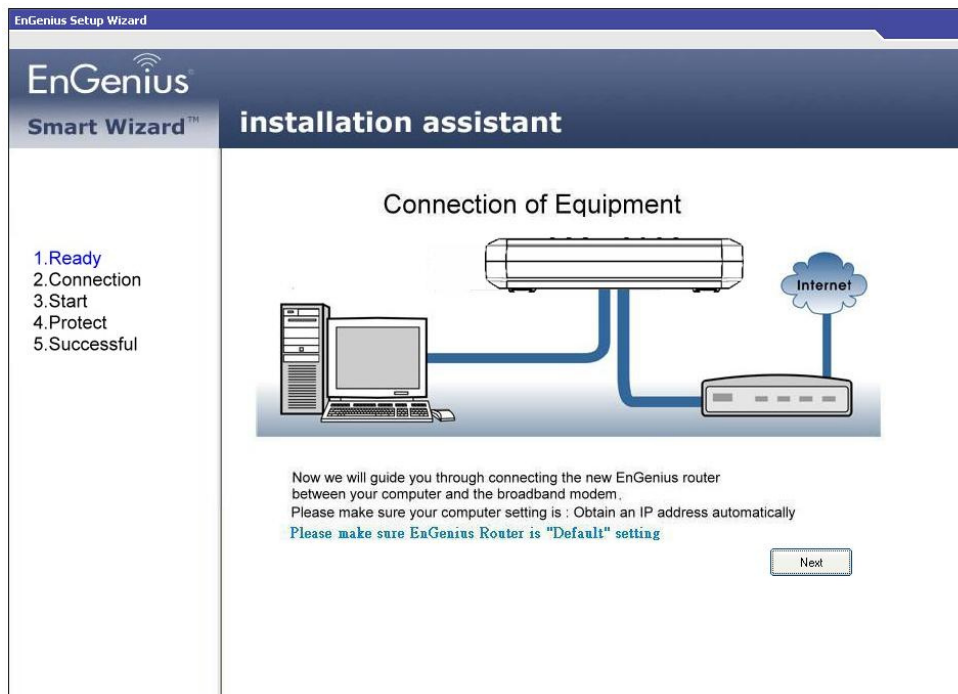 EnGenius Setup Wizard
EnGenius®
Smart Wizard™
installation assistant
1.Ready
2.Connection
3.Start
4.Protect
5.Successful
Connection of Equipment
Internet
Now we will guide you through connecting the new EnGenius router
between your computer and the broadband modem.
Please make sure your computer setting is : Obtain an IP address automatically
Please make sure EnGenius Router is "Default" setting
Next